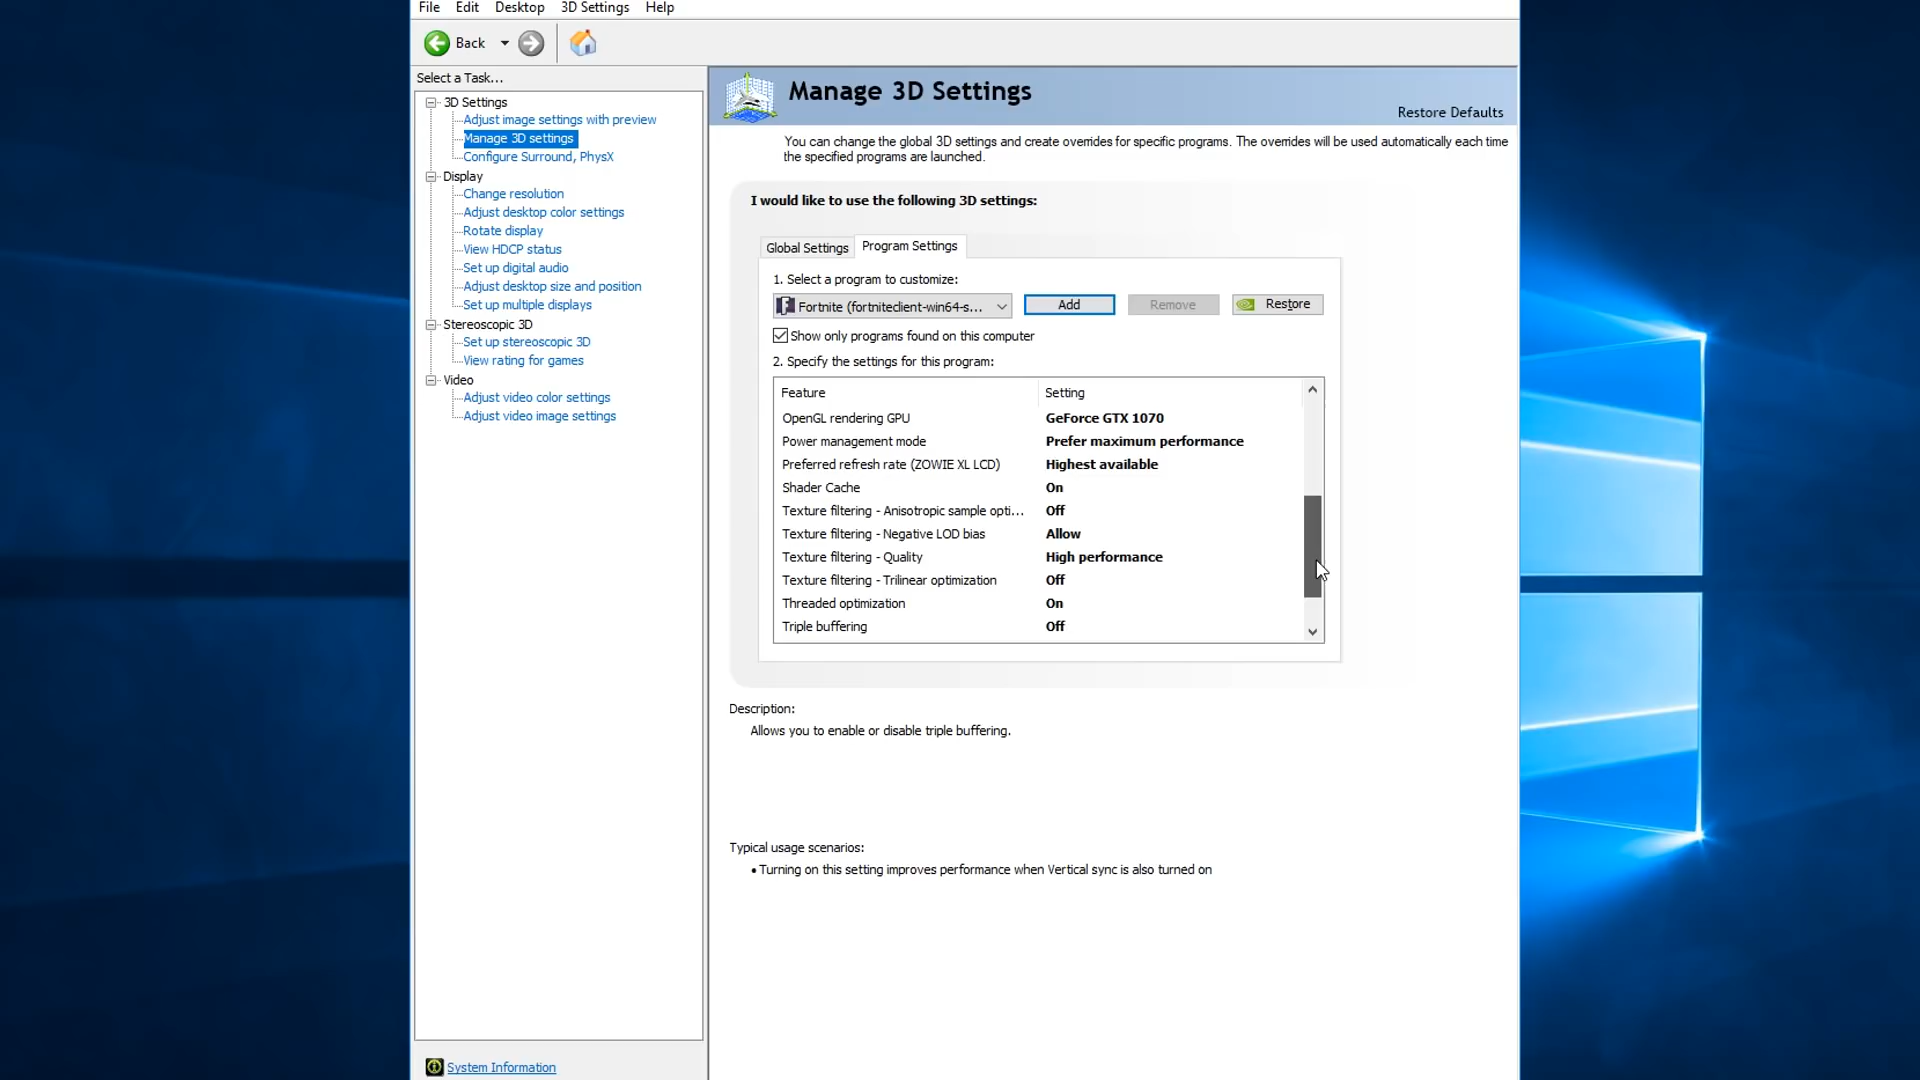 File Edit Desktop 3D Settings Help
Back
Select a Task...
3D Settings
Adjust image settings with preview
Manage 3D settings
Configure Surround, PhysX
Display
Change resolution
Adjust desktop color settings
Rotate display
View HDCP status
Set up digital audio
Adjust desktop size and position
Set up multiple displays
Stereoscopic 3D
Set up stereoscopic 3D
View rating for games
Video
Adjust video color settings
Adjust video image settings
System Information
Manage 3D Settings
Restore Defaults
You can change the global 3D settings and create overrides for specific programs. The overrides will be used automatically each time
the specified programs are launched.
I would like to use the following 3D settings:
Global Settings Program Settings
1. Select a program to customize:
Fortnite (fortniteclient-win64-s... Add Remove Restore
Show only programs found on this computer
2. Specify the settings for this program:
Feature Setting
OpenGL rendering GPU GeForce GTX 1070
Power management mode Prefer maximum performance
Preferred refresh rate (ZOWIE XL LCD) Highest available
Shader Cache On
Texture filtering - Anisotropic sample opti... Off
Texture filtering - Negative LOD bias Allow
Texture filtering - Quality High performance
Texture filtering - Trilinear optimization Off
Threaded optimization On
Triple buffering Off
Description:
Allows you to enable or disable triple buffering.
Typical usage scenarios:
• Turning on this setting improves performance when Vertical sync is also turned on